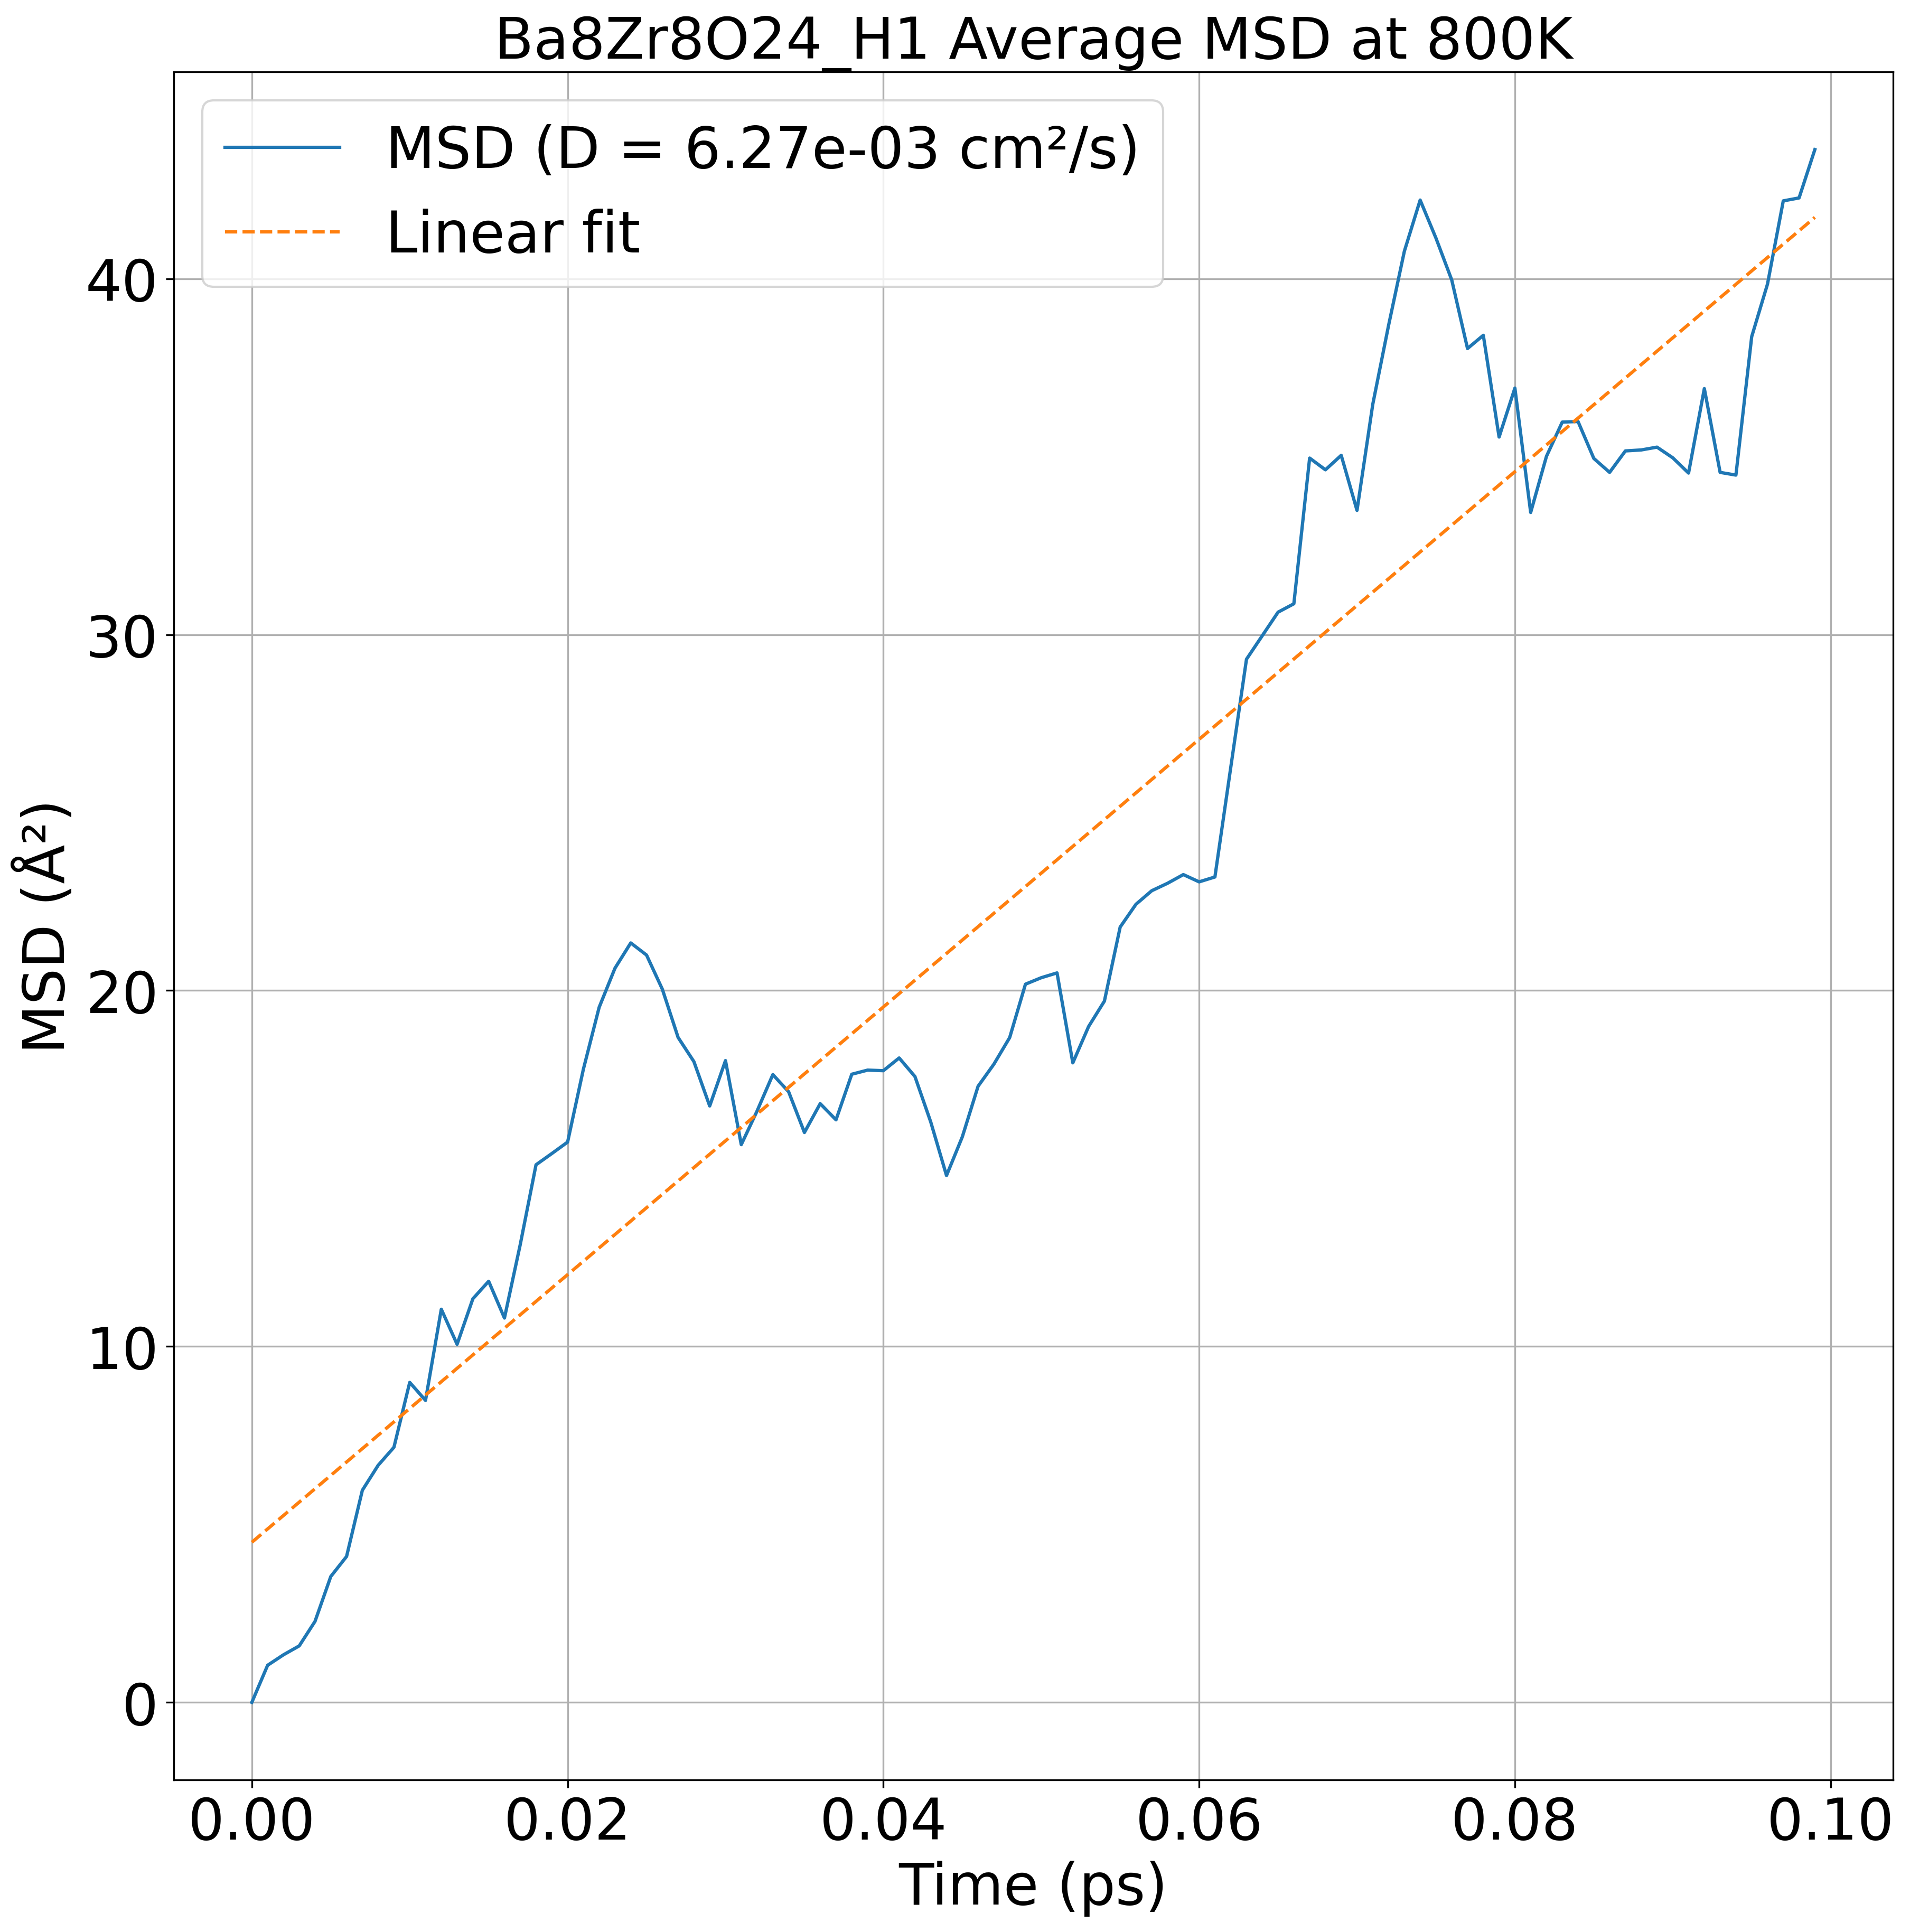 Ba8Zr8O24_H1 Average MSD at 800K
MSD (D = 6.27e-03 cm²/s)
Linear fit
MSD (Å²)
40
30
20
10
0
0.00 0.02 0.04 0.06 0.08 0.10
Time (ps)